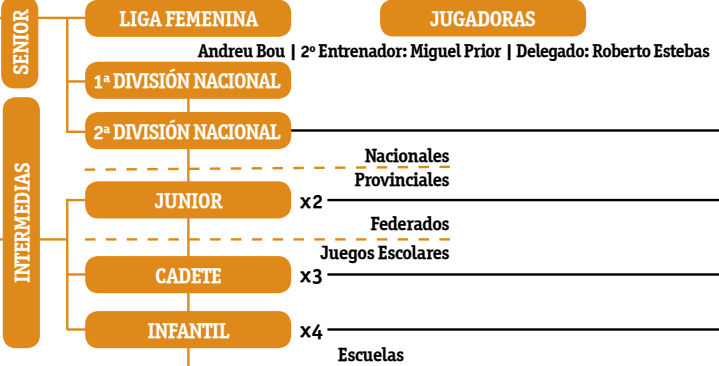 SENIOR
LIGA FEMENINA
JUGADORAS
Andreu Bou | 2º Entrenador: Miguel Prior | Delegado: Roberto Estebas
1ª DIVISIÓN NACIONAL
2ª DIVISIÓN NACIONAL
Nacionales
Provinciales
INTERMEDIAS
JUNIOR x2
Federados
Juegos Escolares
CADETE x3
INFANTIL x4
Escuelas